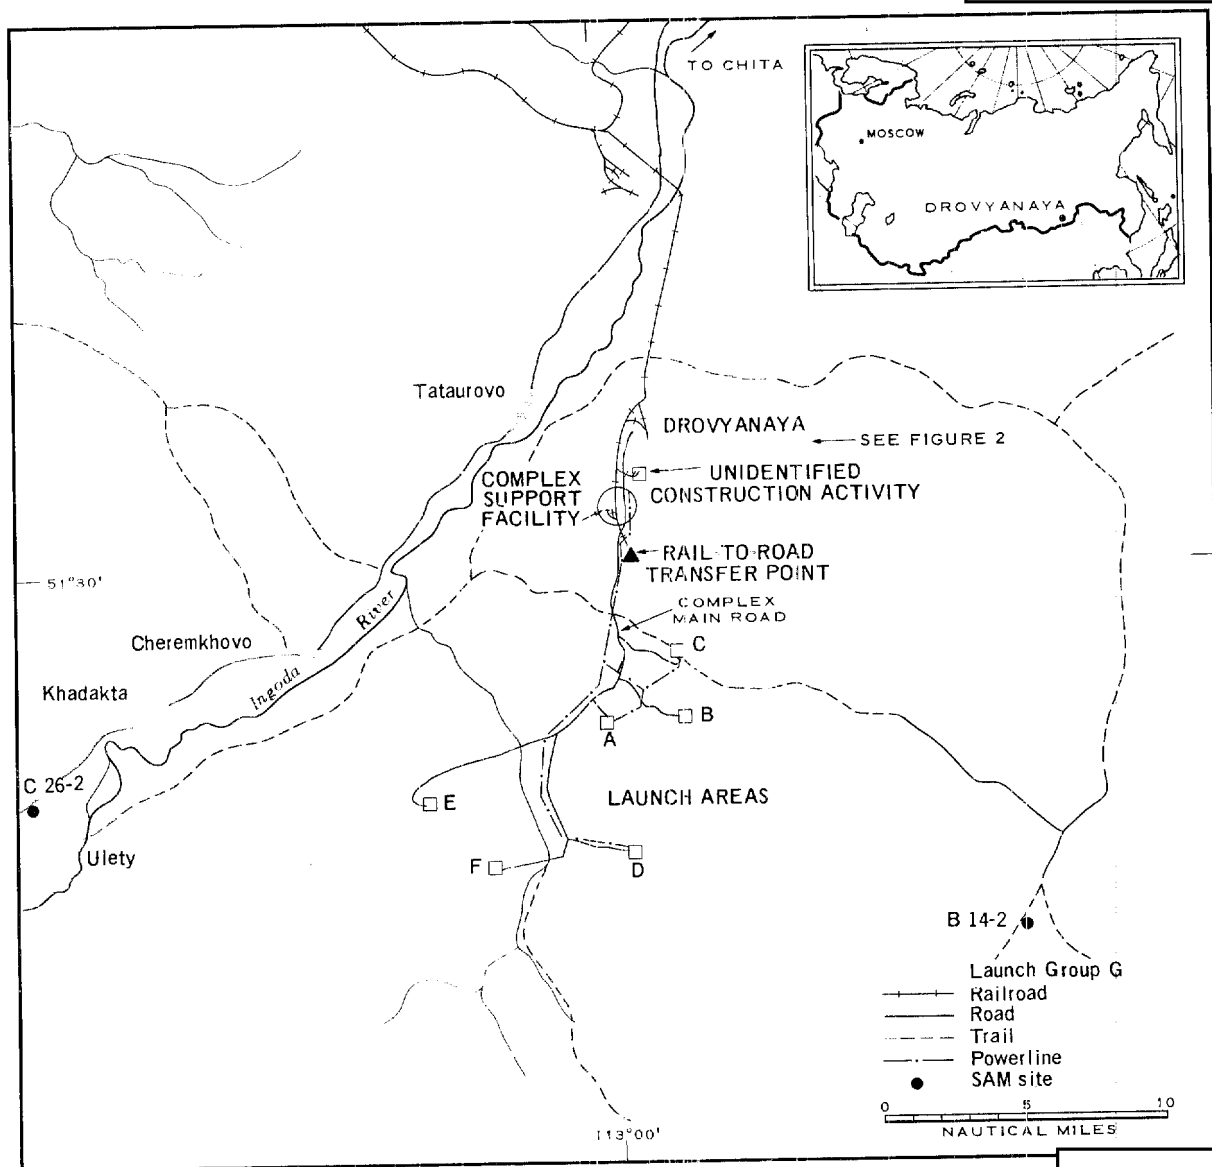 TO CHITA
MOSCOW
DROVYANAYA
Tataurovo
DROVYANAYA
SEE FIGURE 2
UNIDENTIFIED
CONSTRUCTION ACTIVITY
COMPLEX
SUPPORT
FACILITY
RAIL-TO-ROAD
TRANSFER POINT
51°30'
COMPLEX
MAIN ROAD
River
Ingoda
Cheremkhovo
Khadakta
C
B
A
C 26-2
E
LAUNCH AREAS
Ulety
F
D
B 14-2
Launch Group G
Railroad
Road
Trail
Powerline
SAM site
0 5 10
NAUTICAL MILES
113°00'